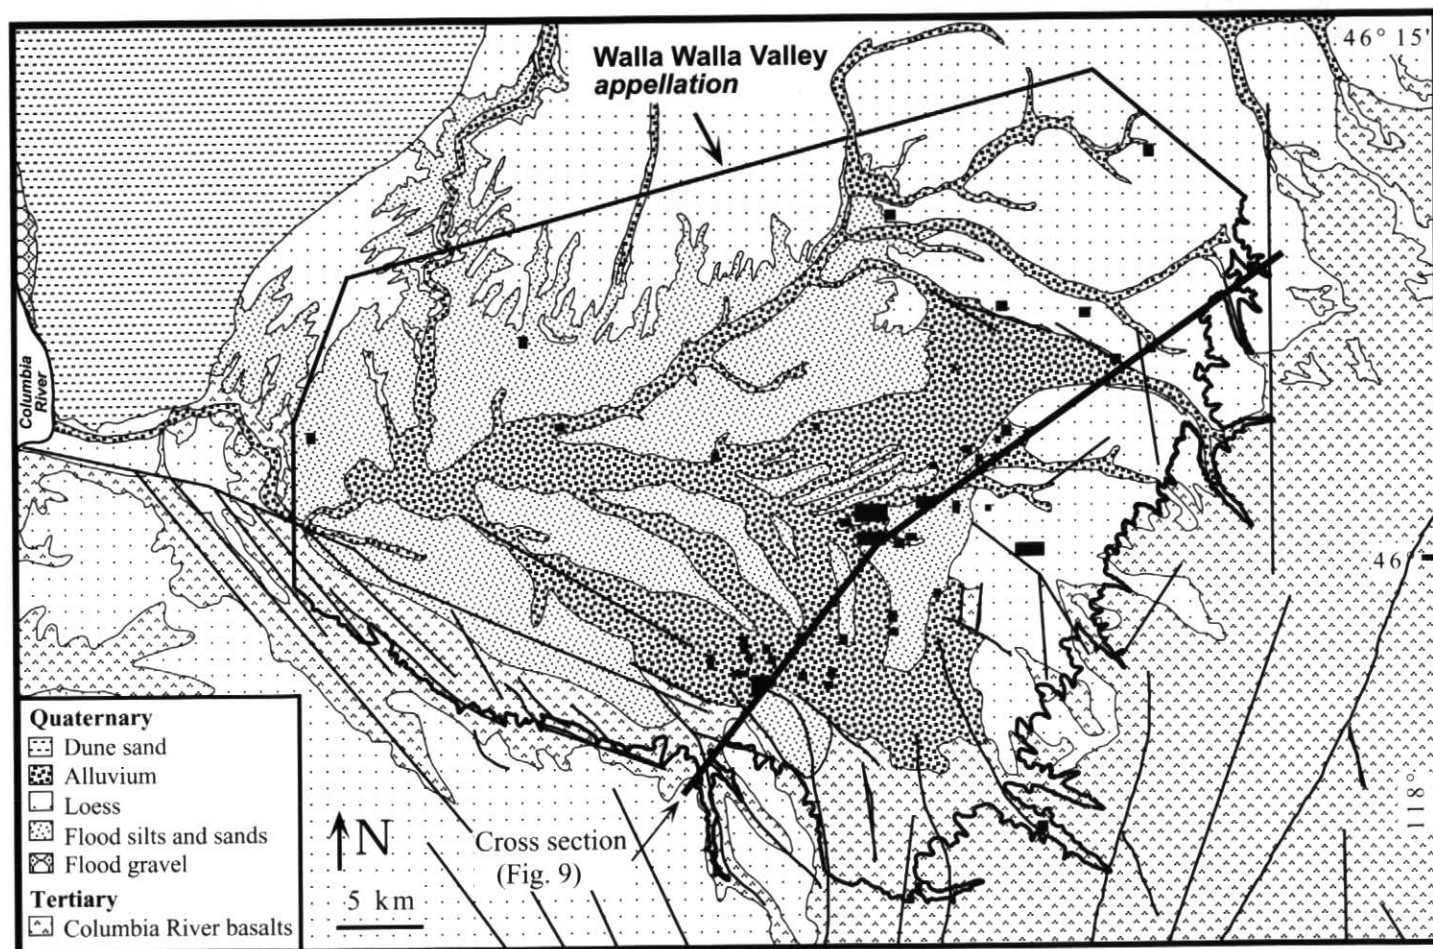 Walla Walla Valley
appellation
46° 15'
Columbia
River
46°
118°
Quaternary
Dune sand
Alluvium
Loess
Flood silts and sands
Flood gravel
Tertiary
Columbia River basalts
N
5 km
Cross section
(Fig. 9)